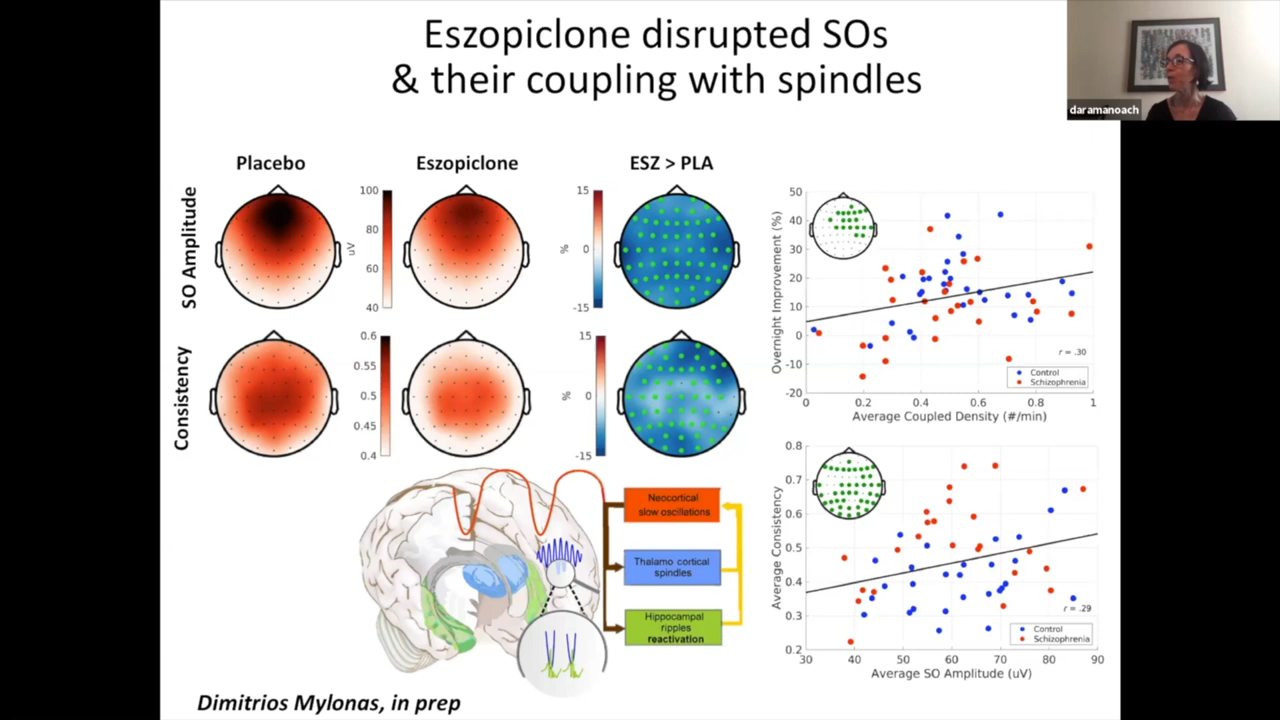 Eszopiclone disrupted SOs
& their coupling with spindles
daramanoach
Placebo
Eszopiclone
ESZ > PLA
SO Amplitude
100
80
60
40
uV
15
0
-15
%
Consistency
0.6
0.55
0.5
0.45
0.4
15
0
-15
%
Overnight Improvement (%)
50
40
30
20
10
0
-10
-20
r = .30
Control
Schizophrenia
0
0.2
0.4
0.6
0.8
1
Average Coupled Density (#/min)
Average Consistency
0.8
0.7
0.6
0.5
0.4
0.3
0.2
r = .29
Control
Schizophrenia
30
40
50
60
70
80
90
Average SO Amplitude (uV)
Neocortical
slow oscillations
Thalamo cortical
spindles
Hippocampal
ripples
reactivation
Dimitrios Mylonas, in prep